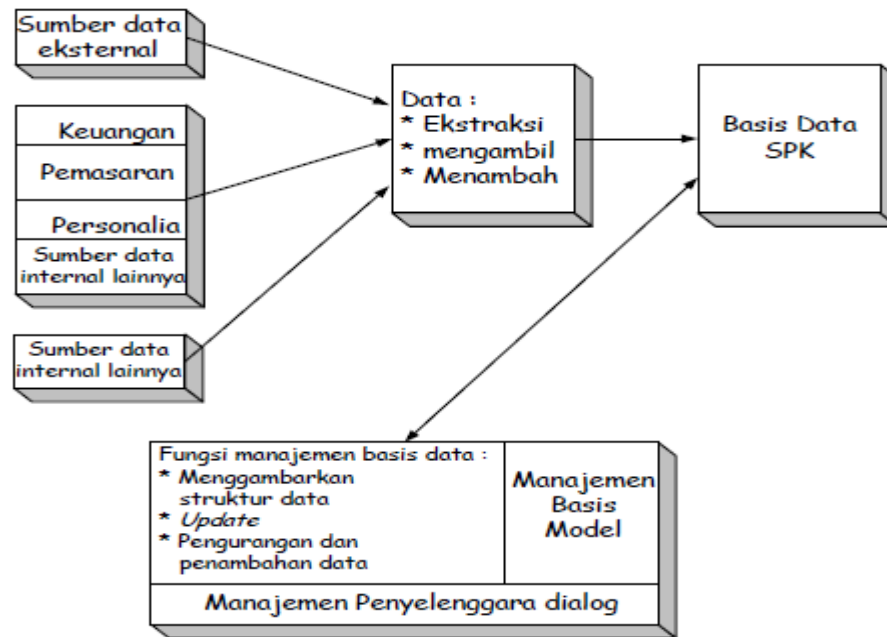 Sumber data
eksternal
Keuangan
Pemasaran
Personalia
Sumber data
internal lainnya
Sumber data
internal lainnya
Data :
* Ekstraksi
* mengambil
* Menambah
Basis Data
SPK
Fungsi manajemen basis data :
* Menggambarkan
struktur data
* Update
* Pengurangan dan
penambahan data
Manajemen
Basis
Model
Manajemen Penyelenggara dialog